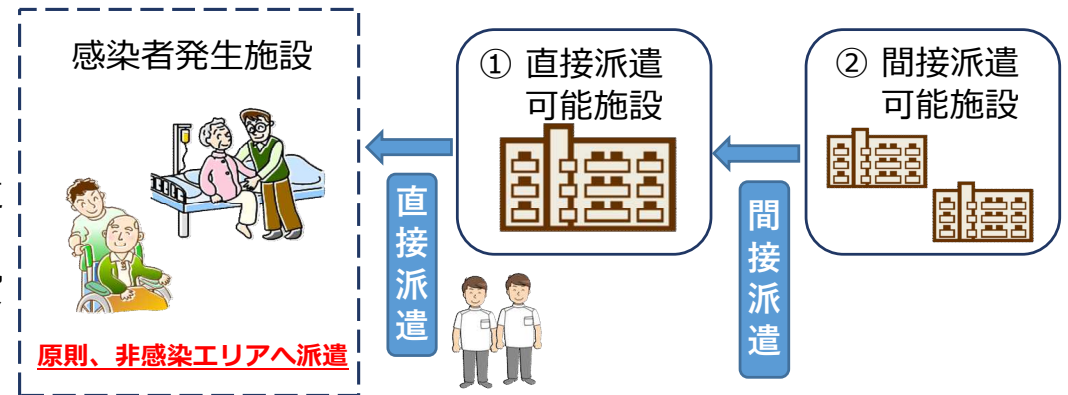 感染者発生施設
原則、非感染エリアへ派遣
① 直接派遣
可能施設
直接派遣
② 間接派遣
可能施設
間接派遣